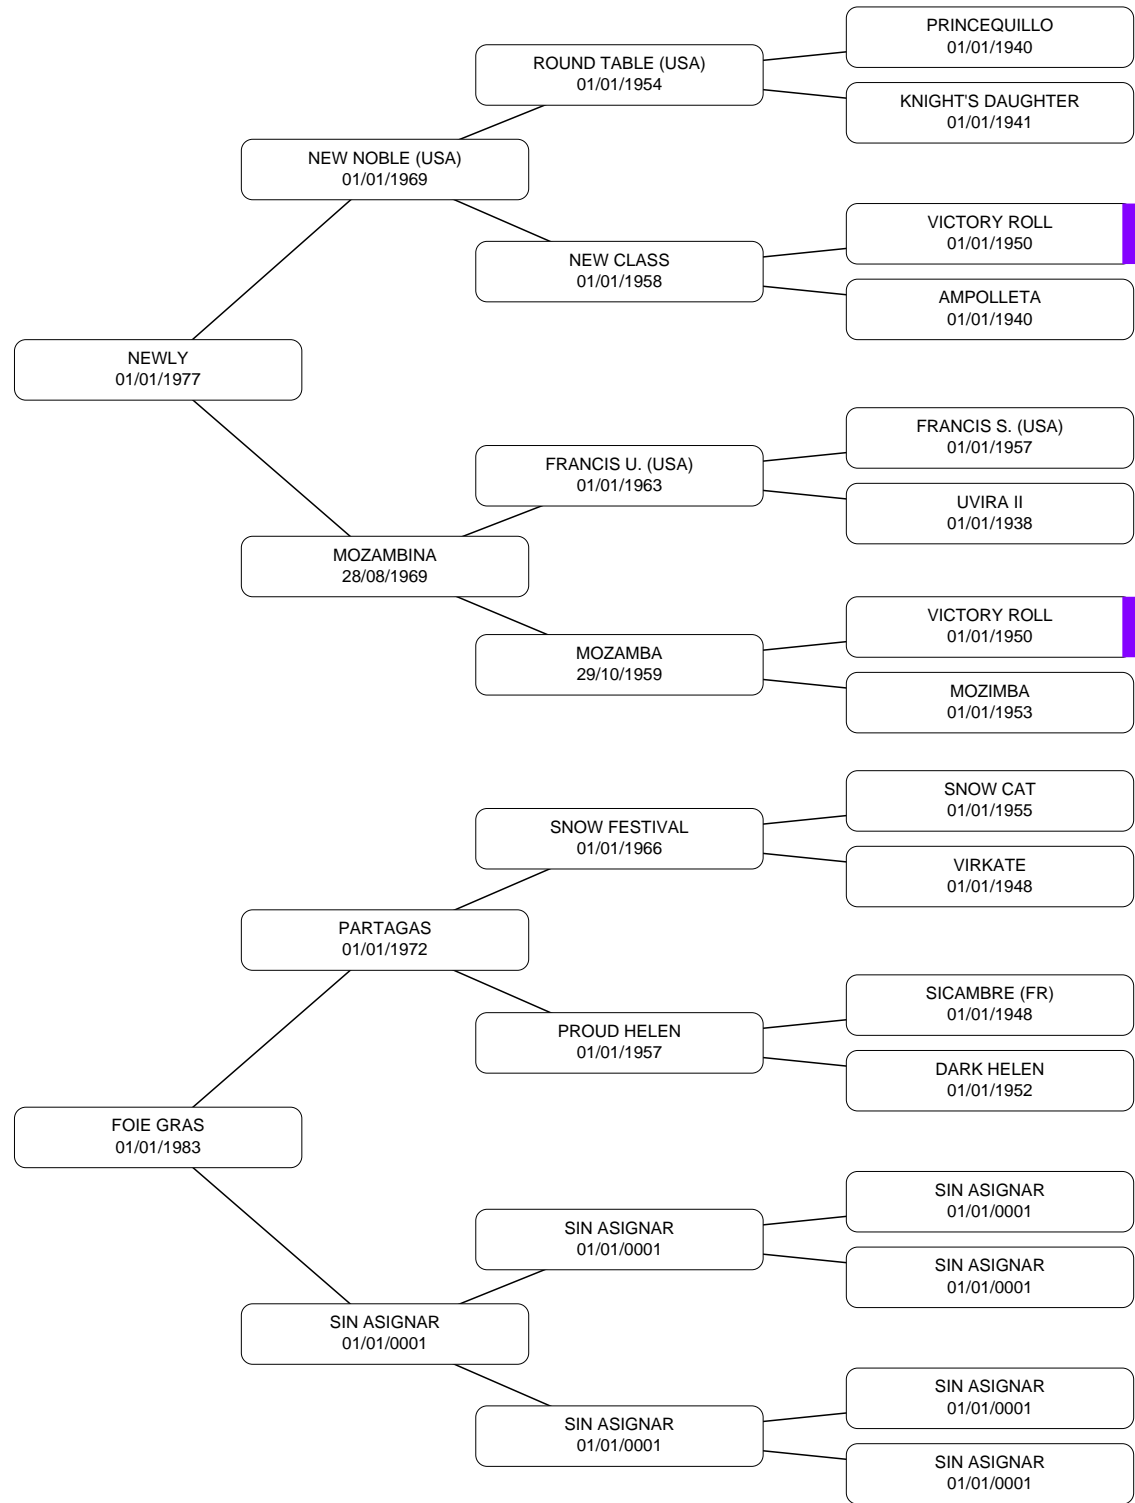 PRINCEQUILLO
01/01/1940
ROUND TABLE (USA)
01/01/1954
KNIGHT'S DAUGHTER
01/01/1941
NEW NOBLE (USA)
01/01/1969
VICTORY ROLL
01/01/1950
NEW CLASS
01/01/1958
AMPOLLETA
01/01/1940
NEWLY
01/01/1977
FRANCIS S. (USA)
01/01/1957
FRANCIS U. (USA)
01/01/1963
UVIRA II
01/01/1938
MOZAMBINA
28/08/1969
VICTORY ROLL
01/01/1950
MOZAMBA
29/10/1959
MOZIMBA
01/01/1953
SNOW CAT
01/01/1955
SNOW FESTIVAL
01/01/1966
VIRKATE
01/01/1948
PARTAGAS
01/01/1972
SICAMBRE (FR)
01/01/1948
PROUD HELEN
01/01/1957
DARK HELEN
01/01/1952
FOIE GRAS
01/01/1983
SIN ASIGNAR
01/01/0001
SIN ASIGNAR
01/01/0001
SIN ASIGNAR
01/01/0001
SIN ASIGNAR
01/01/0001
SIN ASIGNAR
01/01/0001
SIN ASIGNAR
01/01/0001
SIN ASIGNAR
01/01/0001